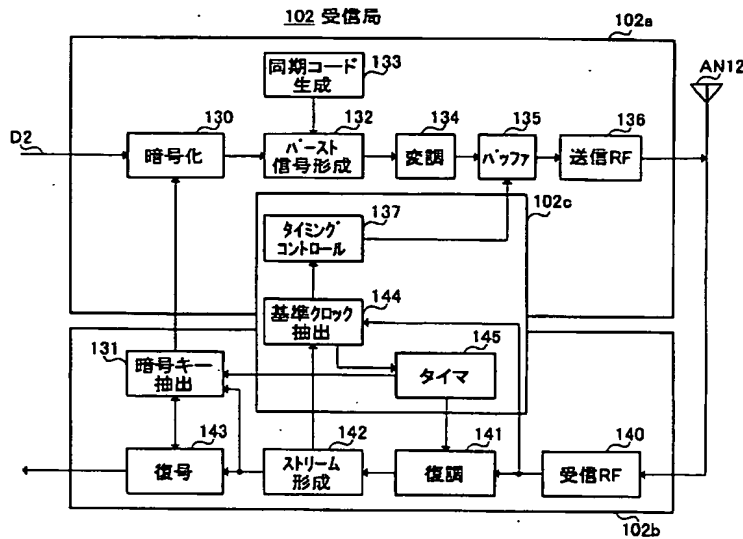 102 受信局
102a
同期コード
生成
133
AN12
D2
130
132
134
135
136
暗号化
バースト
信号形成
変調
バッファ
送信RF
137
102c
タイミング
コントロール
144
基準クロック
抽出
145
131
暗号キー
抽出
タイマ
143
142
141
140
復号
ストリーム
形成
復調
受信RF
102b